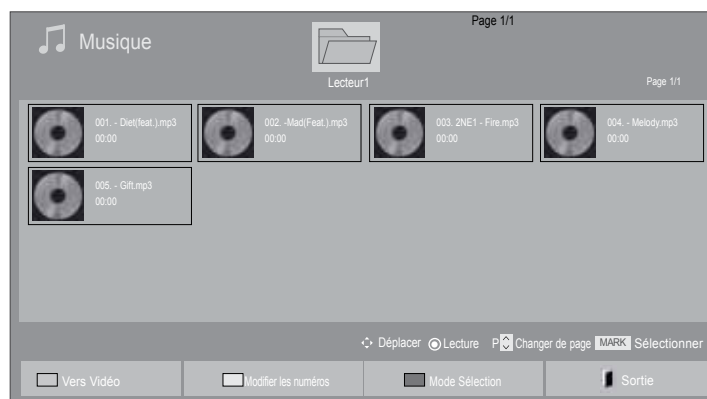 Page 1/1
Musique
Lecteur1
Page 1/1
001. - Diet(feat.).mp3
00:00
002. -Mad(Feat.).mp3
00:00
003. 2NE1 - Fire.mp3
00:00
004. - Melody.mp3
00:00
005. - Gift.mp3
00:00
Déplacer Lecture P Changer de page MARK Sélectionner
Vers Vidéo
Modifier les numéros
Mode Sélection
Sortie